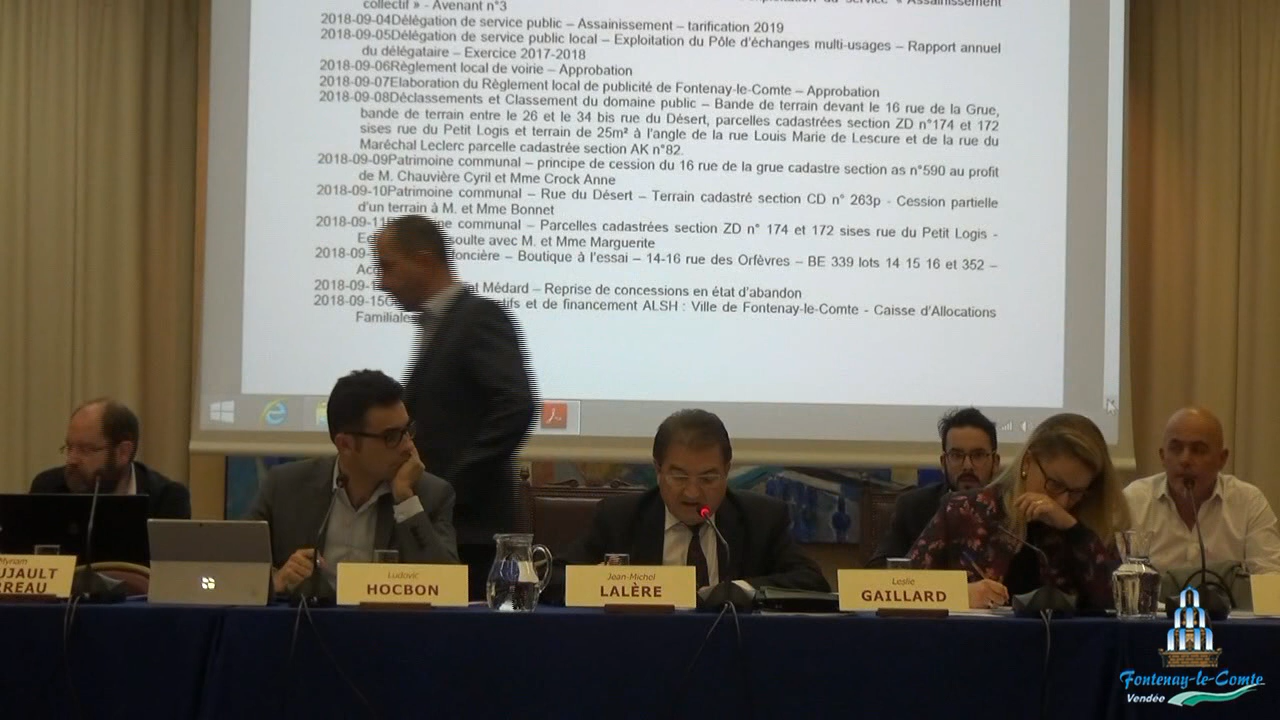 collectif » - Avenant n°3
2018-09-04Délégation de service public – Assainissement – tarification 2019
2018-09-05Délégation de service public local – Exploitation du Pôle d'échanges multi-usages – Rapport annuel
du délégataire – Exercice 2017-2018
2018-09-06Règlement local de voirie – Approbation
2018-09-07Elaboration du Règlement local de publicité de Fontenay-le-Comte – Approbation
2018-09-08Déclassements et Classement du domaine public – Bande de terrain devant le 16 rue de la Grue,
bande de terrain entre le 26 et le 34 bis rue du Désert, parcelles cadastrées section ZD n°174 et 172
sises rue du Petit Logis et terrain de 25m² à l'angle de la rue Louis Marie de Lescure et de la rue du
Maréchal Leclerc parcelle cadastrée section AK n°82.
2018-09-09Patrimoine communal – principe de cession du 16 rue de la grue cadastre section as n°590 au profit
de M. Chauvière Cyril et Mme Crock Anne
2018-09-10Patrimoine communal – Rue du Désert – Terrain cadastré section CD n° 263p - Cession partielle
d'un terrain à M. et Mme Bonnet
2018-09-11 communal – Parcelles cadastrées section ZD n° 174 et 172 sises rue du Petit Logis -
soulte avec M. et Mme Marguerite
2018-09- – Boutique à l'essai – 14-16 rue des Orfèvres – BE 339 lots 14 15 16 et 352 –
2018-09- et Médard – Reprise de concessions en état d'abandon
2018-09-15 et de financement ALSH : Ville de Fontenay-le-Comte - Caisse d'Allocations
Familiales
Myriam
Ludovic
HOCBON
Jean-Michel
LALÈRE
Leslie
GAILLARD
Fontenay-le-Comte
Vendée